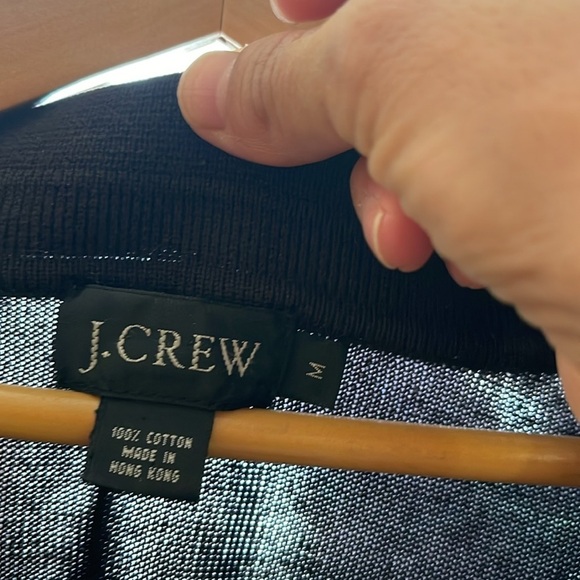 J.CREW
M
100% COTTON
MADE IN
HONG KONG